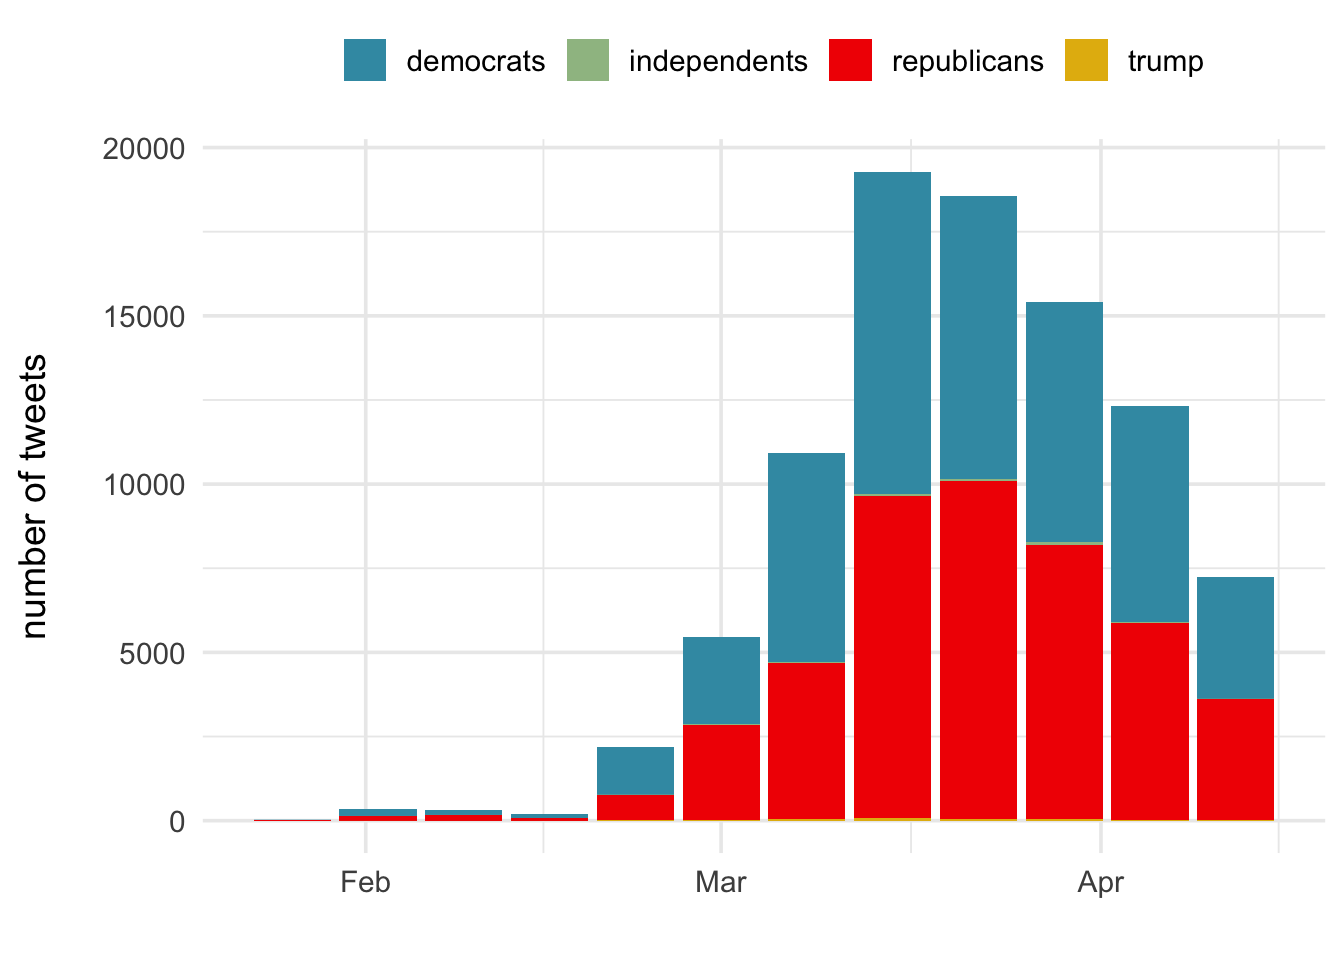 democrats independents republicans trump
20000
15000
10000
5000
0
number of tweets
Feb Mar Apr